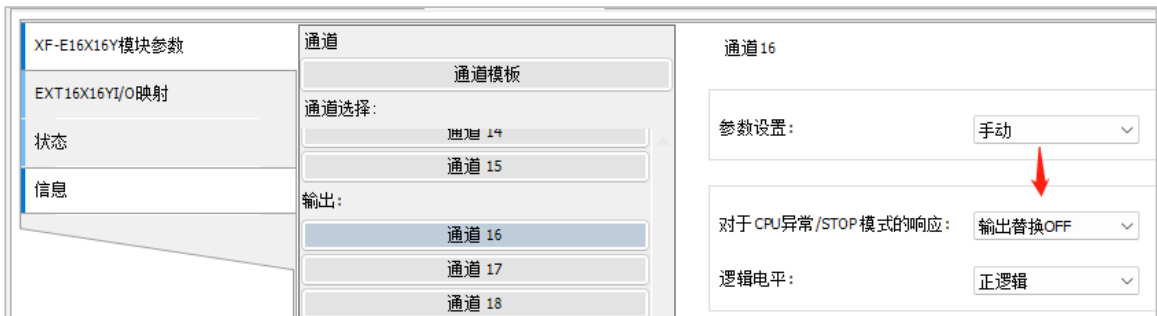 XF-E16X16Y模块参数
EXT16X16YI/O映射
状态
信息
通道
通道模板
通道选择:
通道 14
通道 15
输出:
通道 16
通道 17
通道 18
通道16
参数设置: 手动
对于CPU异常/STOP模式的响应: 输出替换OFF
逻辑电平: 正逻辑